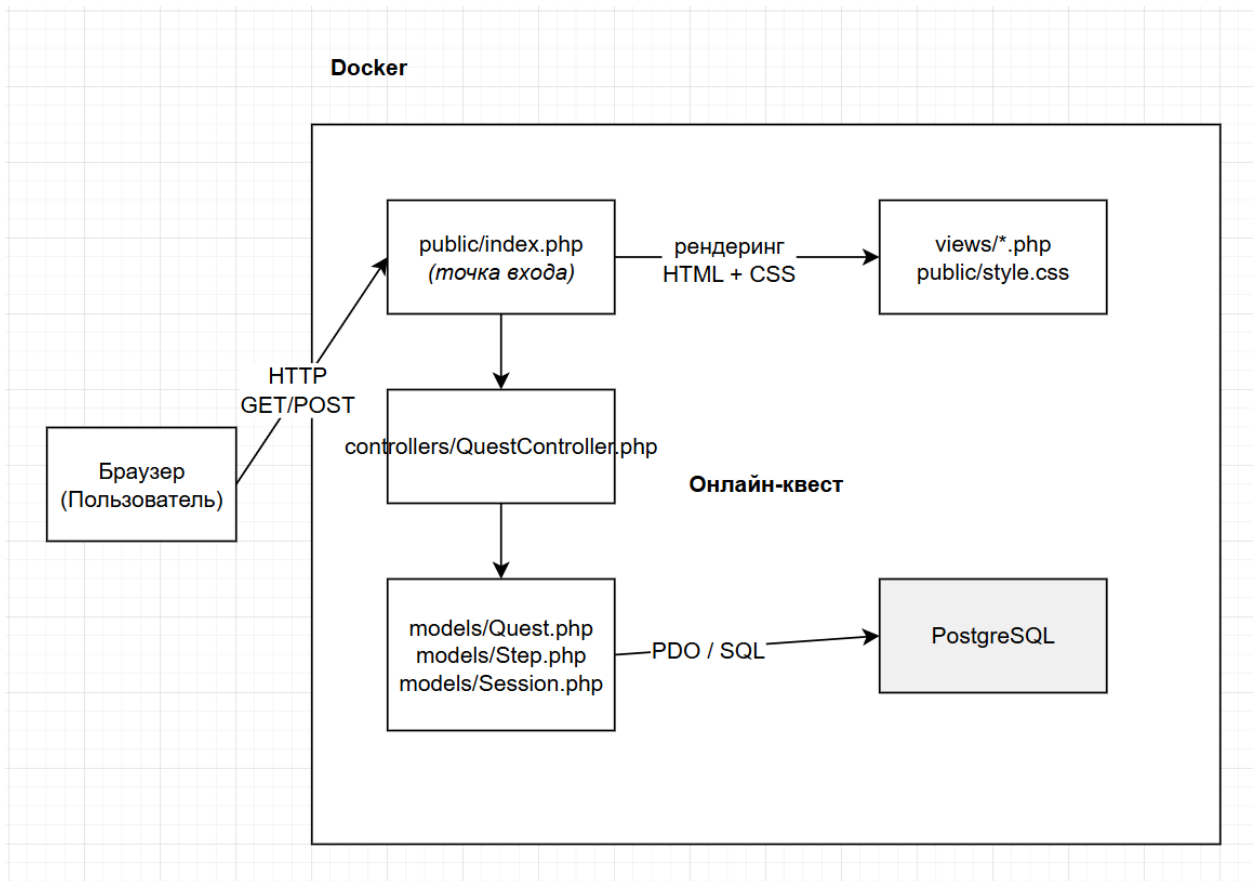 Docker
public/index.php
(точка входа)
рендеринг
HTML + CSS
views/*.php
public/style.css
HTTP
GET/POST
controllers/QuestController.php
Браузер
(Пользователь)
Онлайн-квест
models/Quest.php
models/Step.php
models/Session.php
PDO / SQL
PostgreSQL